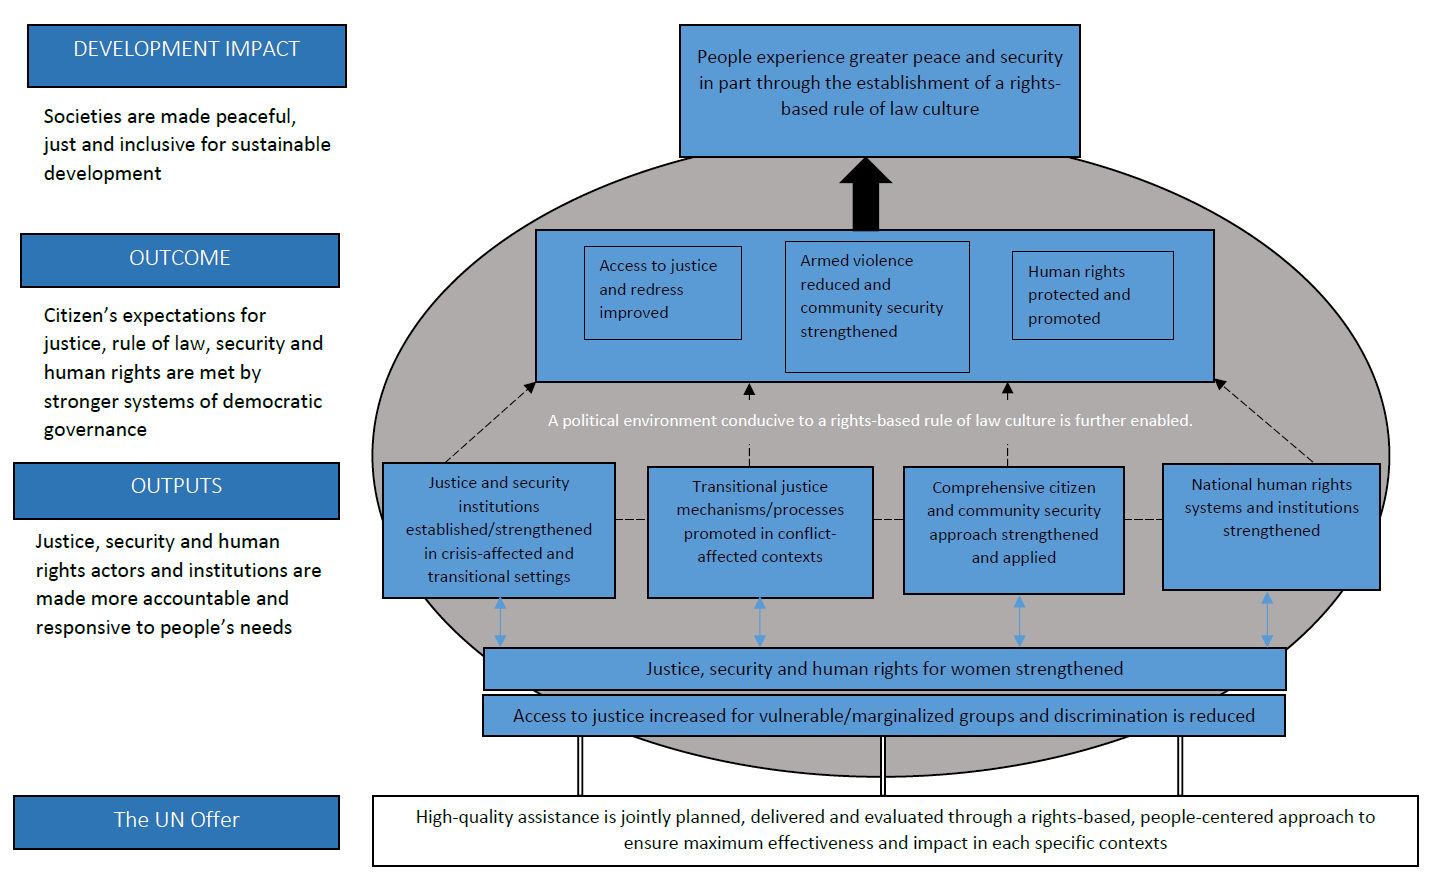 DEVELOPMENT IMPACT
Societies are made peaceful,
just and inclusive for sustainable
development
People experience greater peace and security
in part through the establishment of a rights-
based rule of law culture
OUTCOME
Citizen’s expectations for
justice, rule of law, security and
human rights are met by
stronger systems of democratic
governance
Access to justice
and redress
improved
Armed violence
reduced and
community security
strengthened
Human rights
protected and
promoted
A political environment conducive to a rights-based rule of law culture is further enabled.
OUTPUTS
Justice, security and human
rights actors and institutions are
made more accountable and
responsive to people’s needs
Justice and security
institutions
established/strengthened
in crisis-affected and
transitional settings
Transitional justice
mechanisms/processes
promoted in conflict-
affected contexts
Comprehensive citizen
and community security
approach strengthened
and applied
National human rights
systems and institutions
strengthened
Justice, security and human rights for women strengthened
Access to justice increased for vulnerable/marginalized groups and discrimination is reduced
The UN Offer
High-quality assistance is jointly planned, delivered and evaluated through a rights-based, people-centered approach to
ensure maximum effectiveness and impact in each specific contexts